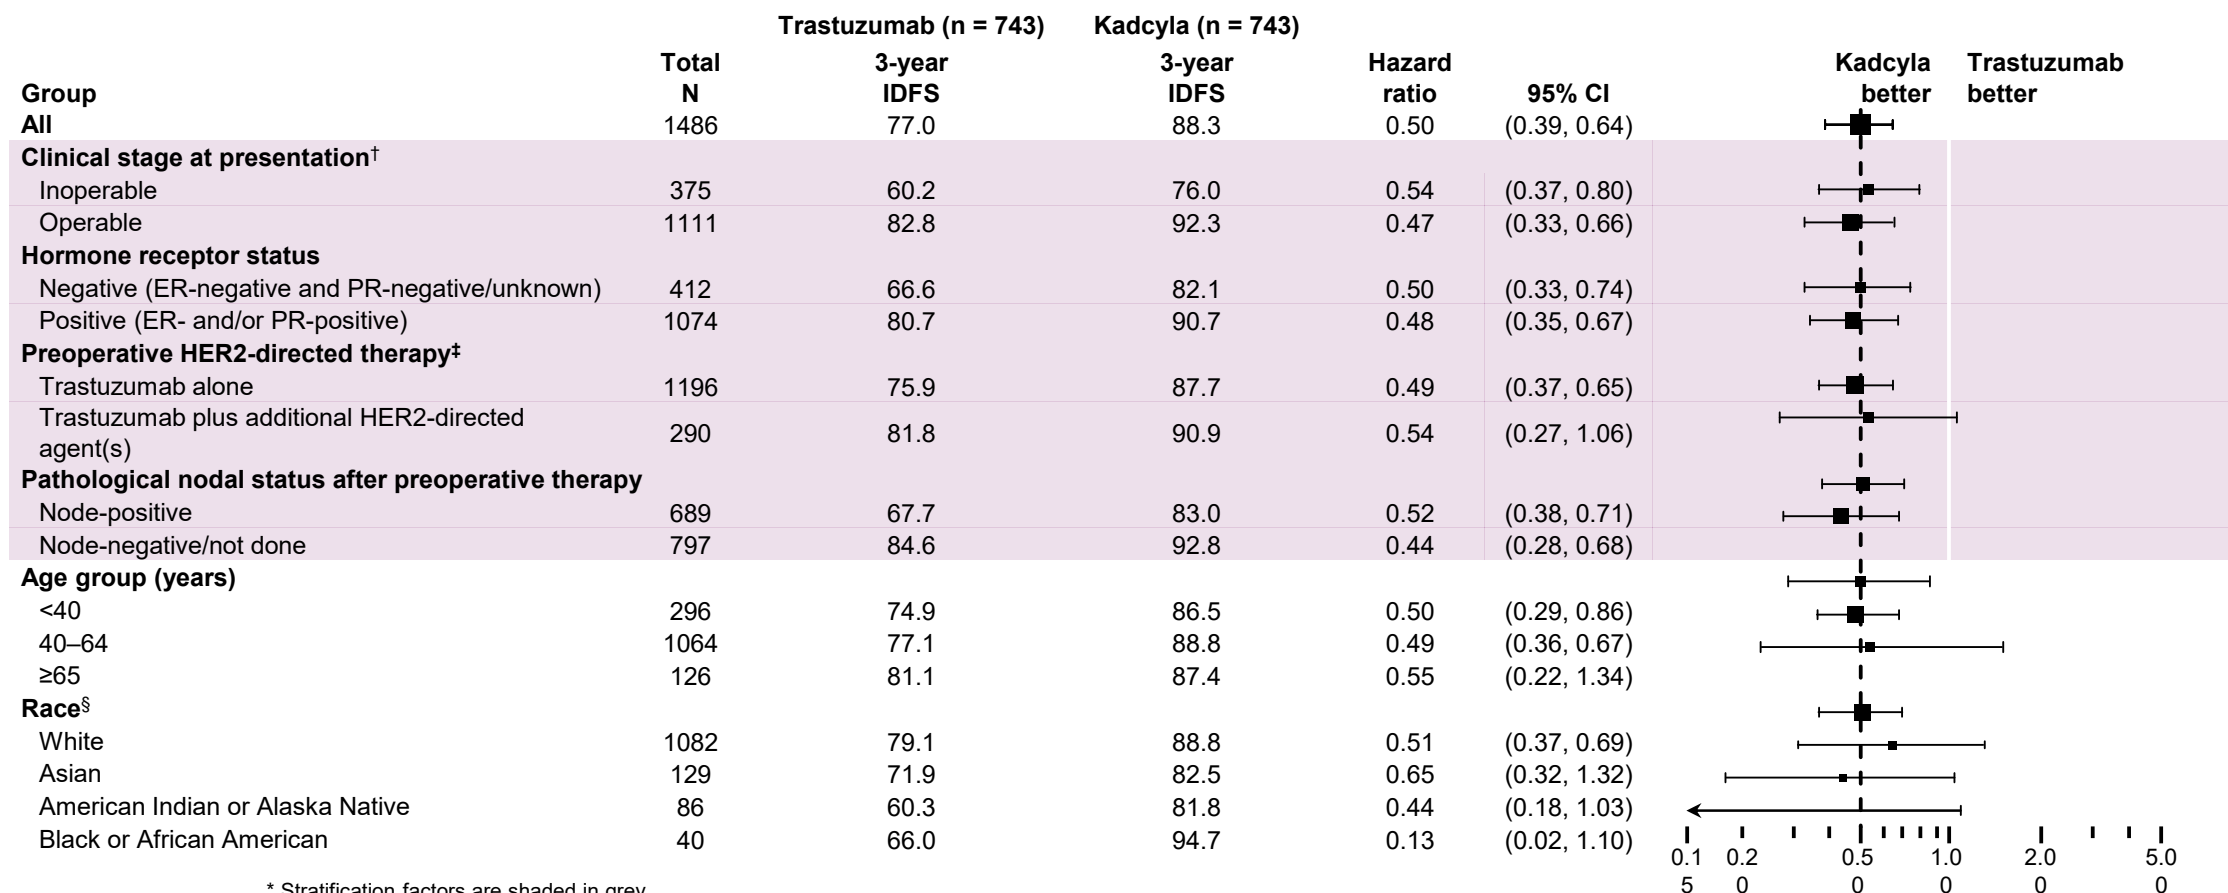 Trastuzumab (n = 743) Kadcyla (n = 743)
Total 3-year 3-year Hazard Kadcyla Trastuzumab
Group N IDFS IDFS ratio 95% CI better better
All 1486 77.0 88.3 0.50 (0.39, 0.64)
Clinical stage at presentation†
Inoperable 375 60.2 76.0 0.54 (0.37, 0.80)
Operable 1111 82.8 92.3 0.47 (0.33, 0.66)
Hormone receptor status
Negative (ER-negative and PR-negative/unknown) 412 66.6 82.1 0.50 (0.33, 0.74)
Positive (ER- and/or PR-positive) 1074 80.7 90.7 0.48 (0.35, 0.67)
Preoperative HER2-directed therapy‡
Trastuzumab alone 1196 75.9 87.7 0.49 (0.37, 0.65)
Trastuzumab plus additional HER2-directed
agent(s) 290 81.8 90.9 0.54 (0.27, 1.06)
Pathological nodal status after preoperative therapy
Node-positive 689 67.7 83.0 0.52 (0.38, 0.71)
Node-negative/not done 797 84.6 92.8 0.44 (0.28, 0.68)
Age group (years)
<40 296 74.9 86.5 0.50 (0.29, 0.86)
40–64 1064 77.1 88.8 0.49 (0.36, 0.67)
≥65 126 81.1 87.4 0.55 (0.22, 1.34)
Race§
White 1082 79.1 88.8 0.51 (0.37, 0.69)
Asian 129 71.9 82.5 0.65 (0.32, 1.32)
American Indian or Alaska Native 86 60.3 81.8 0.44 (0.18, 1.03)
Black or African American 40 66.0 94.7 0.13 (0.02, 1.10)
0.1 0.2 0.5 1.0 2.0 5.0
5 0 0 0 0 0
* Stratification factors are shaded in grey